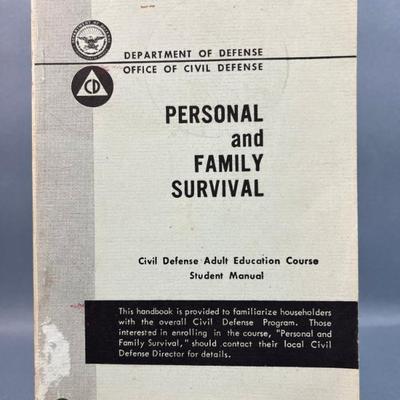 DEPARTMENT OF DEFENSE
OFFICE OF CIVIL DEFENSE
CD
PERSONAL
and
FAMILY
SURVIVAL
Civil Defense Adult Education Course
Student Manual
This handbook is provided to familiarize householders
with the overall Civil Defense Program. Those
interested in enrolling in the course, "Personal and
Family Survival," should contact their local Civil
Defense Director for details.